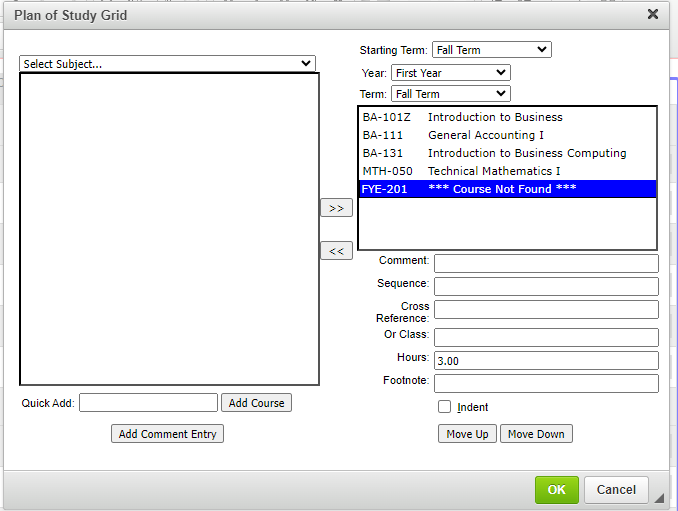 Plan of Study Grid
Select Subject...
Starting Term: Fall Term
Year: First Year
Term: Fall Term
BA-101Z Introduction to Business
BA-111 General Accounting I
BA-131 Introduction to Business Computing
MTH-050 Technical Mathematics I
FYE-201 *** Course Not Found ***
>>
<<
Comment:
Sequence:
Cross
Reference:
Or Class:
Hours: 3.00
Footnote:
Indent
Quick Add: Add Course
Add Comment Entry
Move Up Move Down
OK Cancel